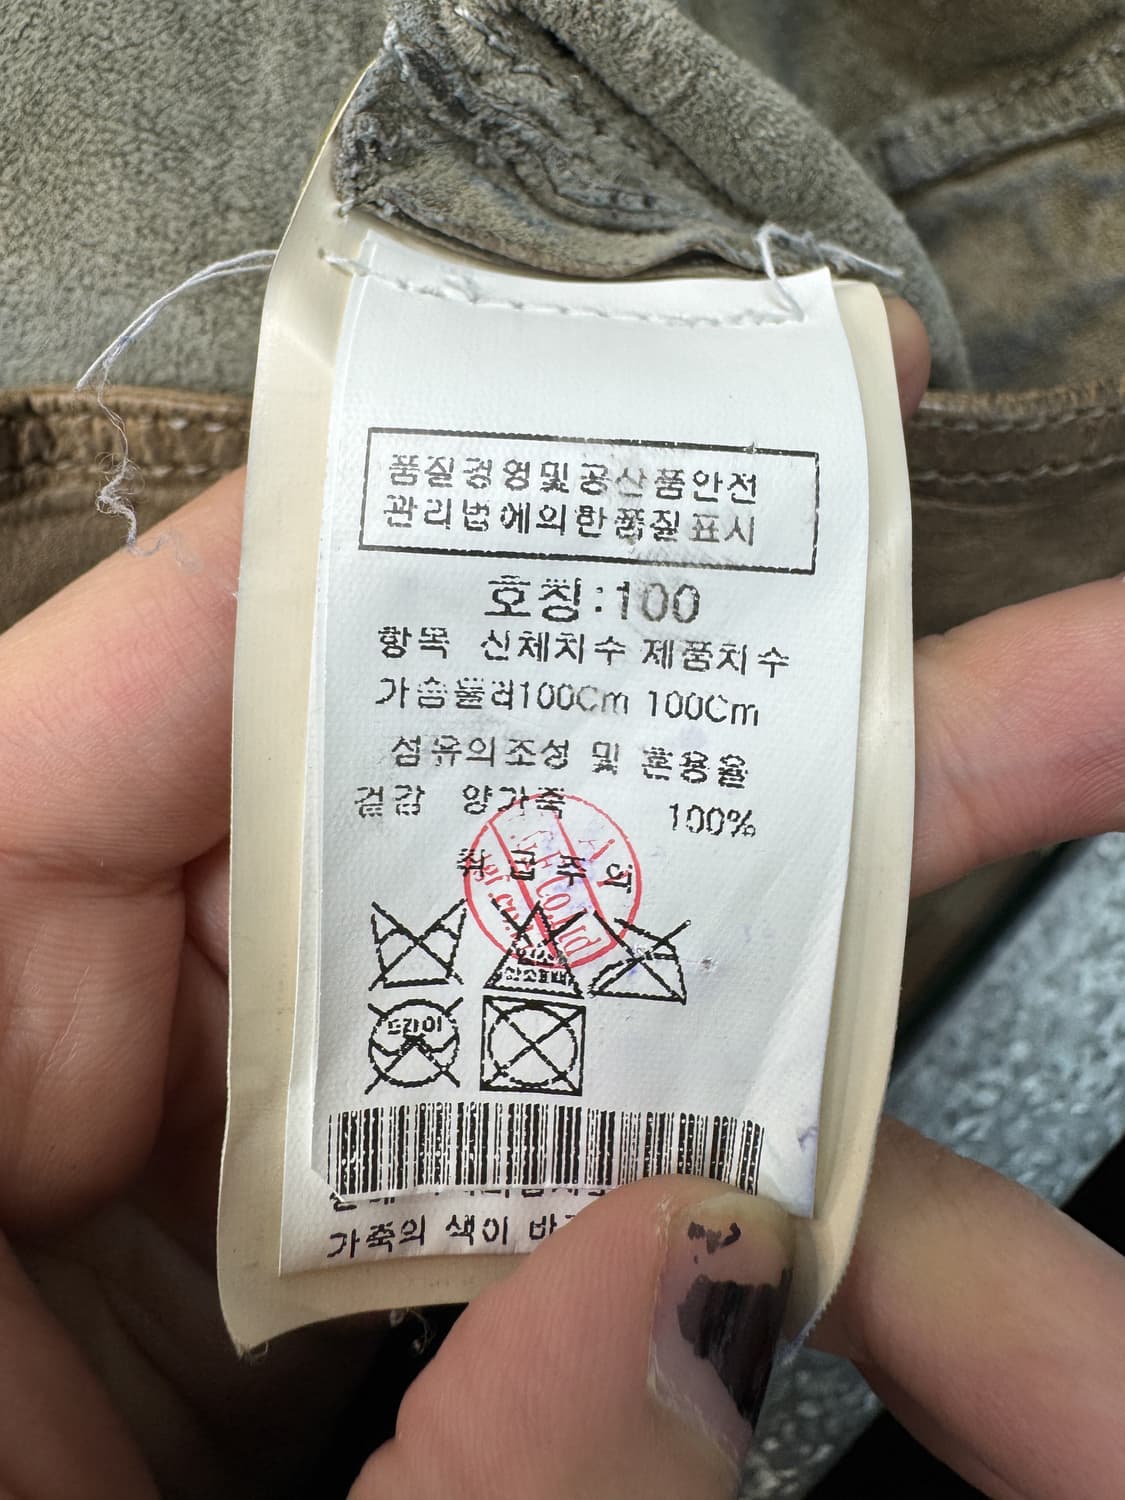 품질경영및공산품안전
관리법에의한품질표시
호칭:100
항목 신체치수 제품치수
가슴둘레100Cm 100Cm
섬유의조성 및 혼용율
겉감 양가죽 100%
취급주의
Co.Ltd
드라이
가죽의 색이